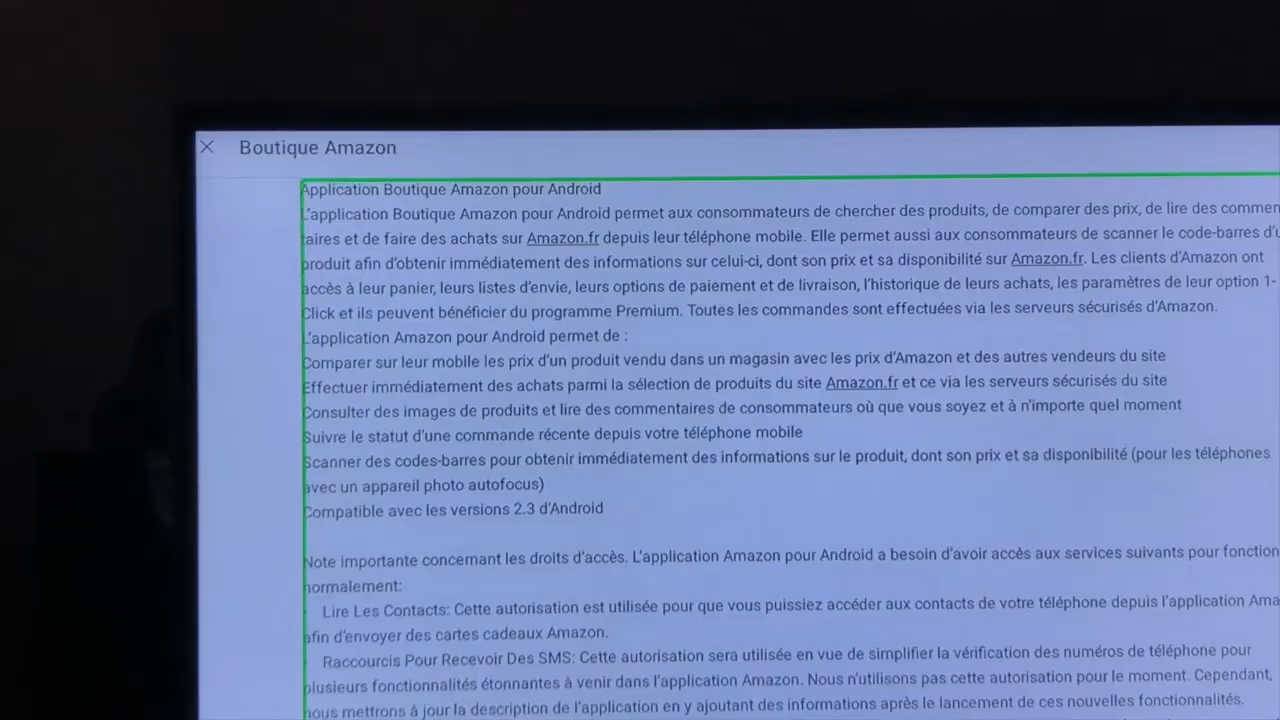 Boutique Amazon
Application Boutique Amazon pour Android
L'application Boutique Amazon pour Android permet aux consommateurs de chercher des produits, de comparer des prix, de lire des commen
taires et de faire des achats sur Amazon.fr depuis leur téléphone mobile. Elle permet aussi aux consommateurs de scanner le code-barres d'u
produit afin d'obtenir immédiatement des informations sur celui-ci, dont son prix et sa disponibilité sur Amazon.fr. Les clients d'Amazon ont
accès à leur panier, leurs listes d'envie, leurs options de paiement et de livraison, l'historique de leurs achats, les paramètres de leur option 1-
Click et ils peuvent bénéficier du programme Premium. Toutes les commandes sont effectuées via les serveurs sécurisés d'Amazon.
L'application Amazon pour Android permet de :
Comparer sur leur mobile les prix d'un produit vendu dans un magasin avec les prix d'Amazon et des autres vendeurs du site
Effectuer immédiatement des achats parmi la sélection de produits du site Amazon.fr et ce via les serveurs sécurisés du site
Consulter des images de produits et lire des commentaires de consommateurs où que vous soyez et à n'importe quel moment
Suivre le statut d'une commande récente depuis votre téléphone mobile
Scanner des codes-barres pour obtenir immédiatement des informations sur le produit, dont son prix et sa disponibilité (pour les téléphones
avec un appareil photo autofocus)
Compatible avec les versions 2.3 d'Android
Note importante concernant les droits d'accès. L'application Amazon pour Android a besoin d'avoir accès aux services suivants pour fonction
normalement:
Lire Les Contacts: Cette autorisation est utilisée pour que vous puissiez accéder aux contacts de votre téléphone depuis l'application Ama
afin d'envoyer des cartes cadeaux Amazon.
Raccourcis Pour Recevoir Des SMS: Cette autorisation sera utilisée en vue de simplifier la vérification des numéros de téléphone pour
plusieurs fonctionnalités étonnantes à venir dans l'application Amazon. Nous n'utilisons pas cette autorisation pour le moment. Cependant,
nous mettrons à jour la description de l'application en y ajoutant des informations après le lancement de ces nouvelles fonctionnalités.